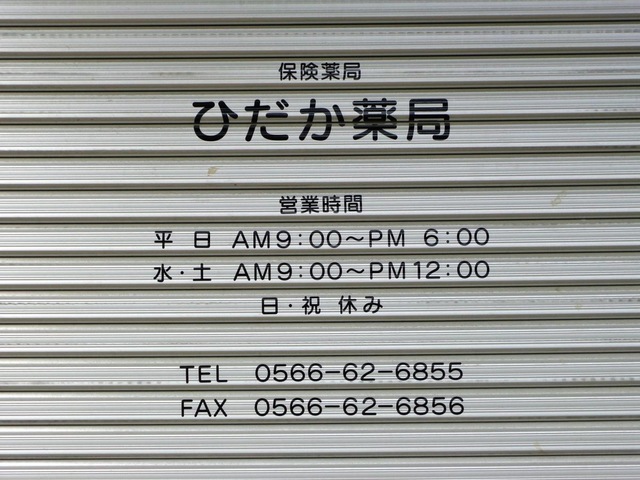 保険薬局
ひだか薬局
営業時間
平 日 AM9:00〜PM 6:00
水・土 AM9:00〜PM12:00
日・祝 休み
TEL 0566-62-6855
FAX 0566-62-6856